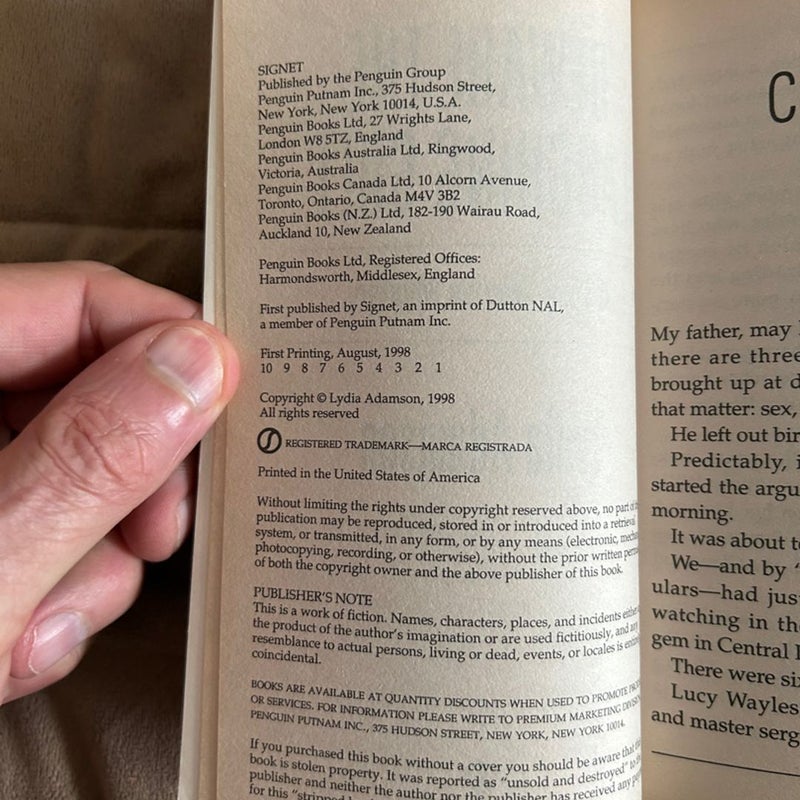 SIGNET
Published by the Penguin Group
Penguin Putnam Inc., 375 Hudson Street,
New York, New York 10014, U.S.A.
Penguin Books Ltd, 27 Wrights Lane,
London W8 5TZ, England
Penguin Books Australia Ltd, Ringwood,
Victoria, Australia
Penguin Books Canada Ltd, 10 Alcorn Avenue,
Toronto, Ontario, Canada M4V 3B2
Penguin Books (N.Z.) Ltd, 182-190 Wairau Road,
Auckland 10, New Zealand
Penguin Books Ltd, Registered Offices:
Harmondsworth, Middlesex, England
First published by Signet, an imprint of Dutton NAL,
a member of Penguin Putnam Inc.
First Printing, August, 1998
10 9 8 7 6 5 4 3 2 1
Copyright © Lydia Adamson, 1998
All rights reserved
REGISTERED TRADEMARK—MARCA REGISTRADA
Printed in the United States of America
Without limiting the rights under copyright reserved above, no part of
publication may be reproduced, stored in or introduced into a retrieval
system, or transmitted, in any form, or by any means (electronic,
photocopying, recording, or otherwise), without the prior written
of both the copyright owner and the above publisher of this book.
PUBLISHER'S NOTE
This is a work of fiction. Names, characters, places, and incidents either
the product of the author's imagination or are used fictitiously, and any
resemblance to actual persons, living or dead, events, or locales is
coincidental.
BOOKS ARE AVAILABLE AT QUANTITY DISCOUNTS WHEN USED TO PROMOTE
OR SERVICES. FOR INFORMATION PLEASE WRITE TO PREMIUM MARKETING
PENGUIN PUTNAM INC., 375 HUDSON STREET, NEW YORK, NEW YORK 10014.
If you purchased this book without a cover you should be aware that
book is stolen property. It was reported as "unsold and destroyed" to
publisher and neither the author nor the publisher has received any
for this "stripped
C
My father, may
there are three
brought up at
that matter: sex,
He left out
Predictably,
started the
morning.
It was about
We—and by
had
watching in
gem in Central
There were
Lucy Wayles
and master